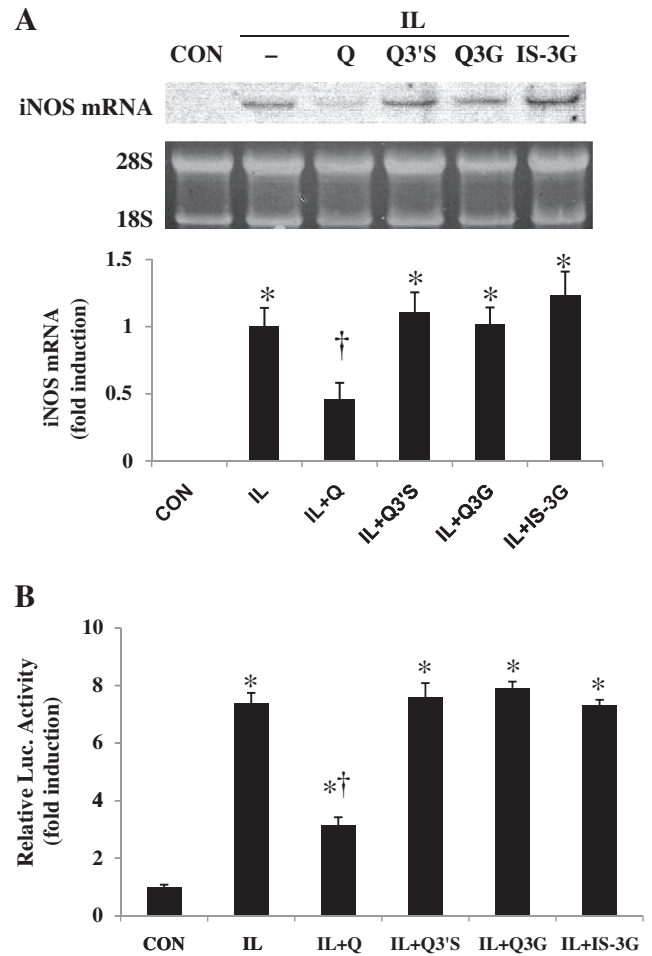 A
IL
CON – Q Q3'S Q3G IS-3G
iNOS mRNA
28S
18S
iNOS mRNA
(fold induction)
1.5
1
0.5
0
* † * * *
CON IL IL+Q IL+Q3'S IL+Q3G IL+IS-3G
B
Relative Luc. Activity
(fold induction)
10
8
6
4
2
0
* *† * * *
CON IL IL+Q IL+Q3'S IL+Q3G IL+IS-3G